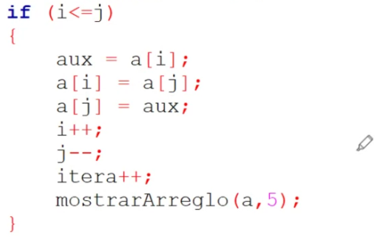 if (i<=j)
{
aux = a[i];
a[i] = a[j];
a[j] = aux;
i++;
j--;
itera++;
mostrarArreglo(a,5);
}